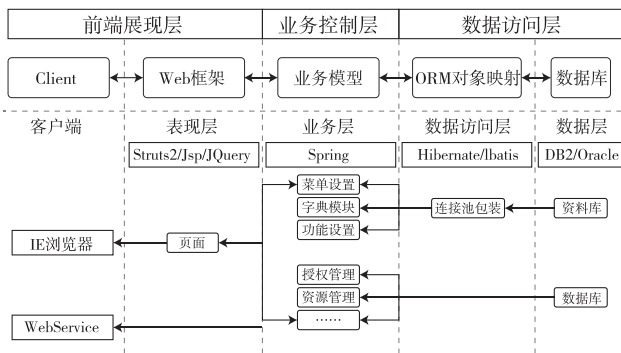 前端展现层 业务控制层 数据访问层
Client Web框架 业务模型 ORM对象映射 数据库
客户端 表现层 业务层 数据访问层 数据层
Struts2/Jsp/JQuery Spring Hibernate/lbatis DB2/Oracle
菜单设置
字典模块 连接池包装 资料库
功能设置
IE浏览器 页面
授权管理
资源管理 数据库
WebService ……